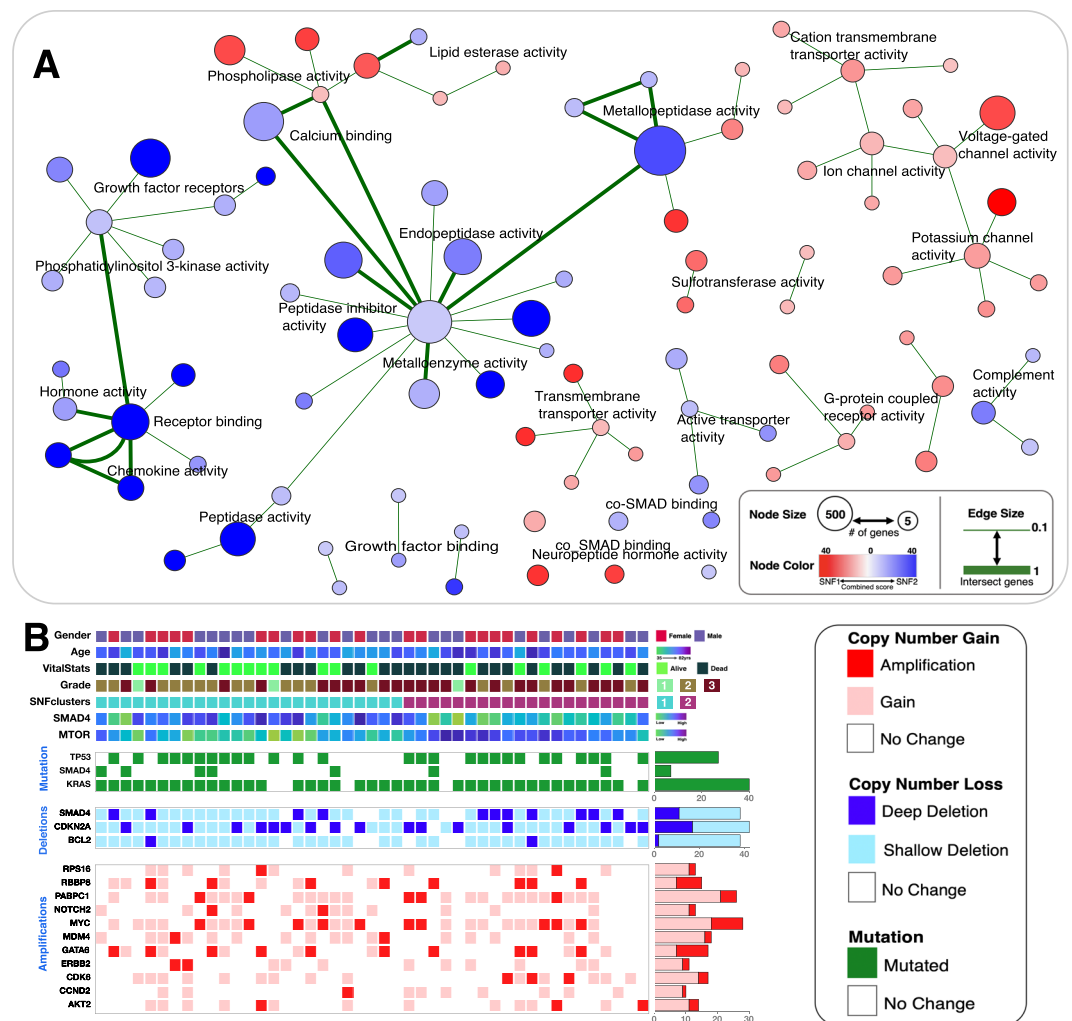 A
Phospholipase activity
Lipid esterase activity
Calcium binding
Growth factor receptors
Phosphatidylinositol 3-kinase activity
Metallopeptidase activity
Cation transmembrane
transporter activity
Voltage-gated
channel activity
Ion channel activity
Potassium channel
activity
Endopeptidase activity
Sulfotransferase activity
Peptidase inhibitor
activity
Metalloenzyme activity
Hormone activity
Receptor binding
Chemokine activity
Transmembrane
transporter activity
Active transporter
activity
G-protein coupled
receptor activity
Complement
activity
Peptidase activity
Growth factor binding
co-SMAD binding
co_SMAD binding
Neuropeptide hormone activity
Node Size
500
5
# of genes
Node Color
40
0
40
SNF1
SNF2
Combined score
Edge Size
0.1
1
Intersect genes
B
Gender
Female
Male
Age
35
82yrs
VitalStats
Alive
Dead
Grade
1
2
3
SNFclusters
1
2
SMAD4
Low
High
MTOR
Low
High
Mutation
TP53
SMAD4
KRAS
0
20
40
Deletions
SMAD4
CDKN2A
BCL2
0
20
40
Amplifications
RPS16
RBBP8
PABPC1
NOTCH2
MYC
MDM4
GATA6
ERBB2
CDK6
CCND2
AKT2
0
10
20
30
Copy Number Gain
Amplification
Gain
No Change
Copy Number Loss
Deep Deletion
Shallow Deletion
No Change
Mutation
Mutated
No Change